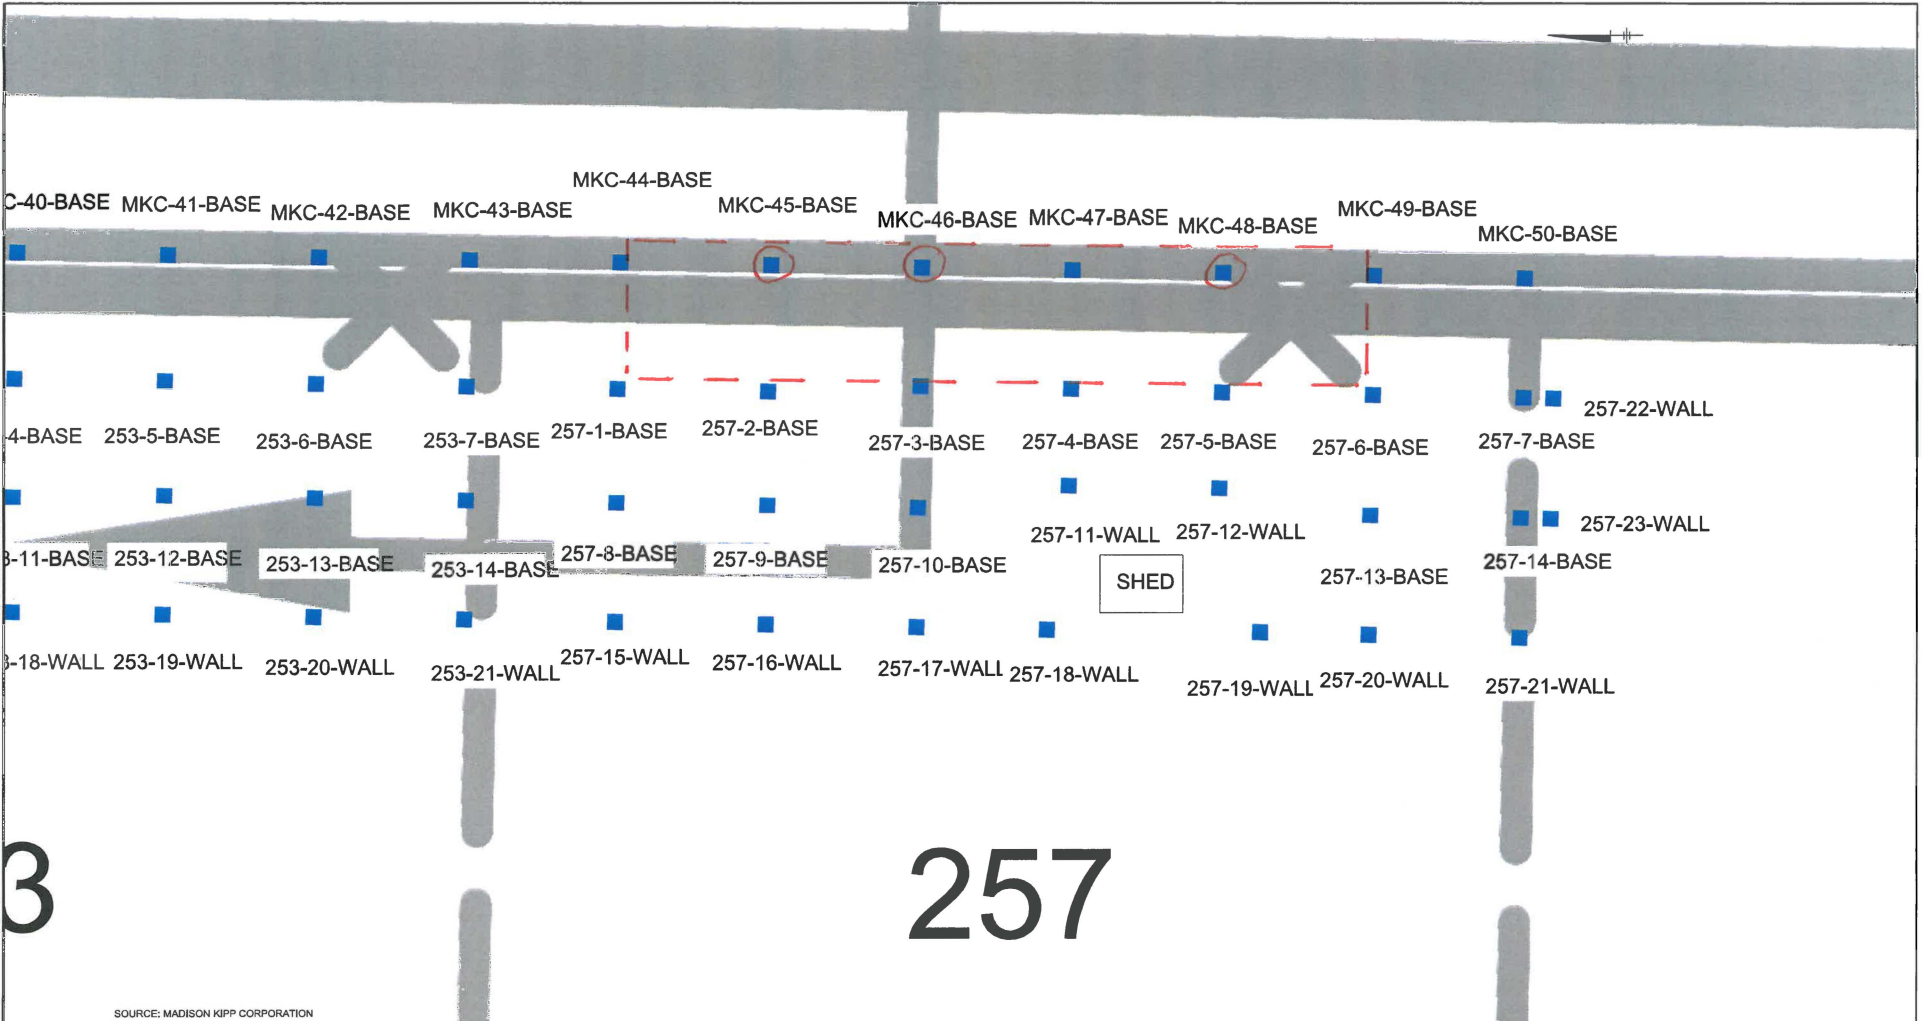 MKC-44-BASE
C-40-BASE MKC-41-BASE MKC-42-BASE MKC-43-BASE MKC-45-BASE MKC-46-BASE MKC-47-BASE MKC-48-BASE MKC-49-BASE MKC-50-BASE
257-22-WALL
-4-BASE 253-5-BASE 253-6-BASE 253-7-BASE 257-1-BASE 257-2-BASE 257-3-BASE 257-4-BASE 257-5-BASE 257-6-BASE 257-7-BASE
257-11-WALL 257-12-WALL 257-23-WALL
3-11-BASE 253-12-BASE 253-13-BASE 253-14-BASE 257-8-BASE 257-9-BASE 257-10-BASE 257-13-BASE 257-14-BASE
SHED
3-18-WALL 253-19-WALL 253-20-WALL 253-21-WALL 257-15-WALL 257-16-WALL 257-17-WALL 257-18-WALL 257-19-WALL 257-20-WALL 257-21-WALL
3 257
SOURCE: MADISON KIPP CORPORATION